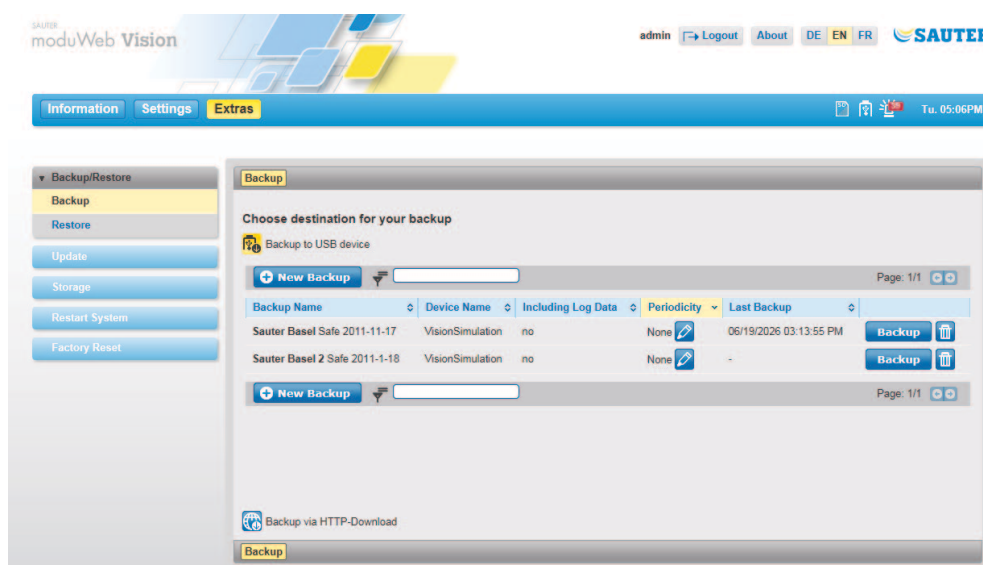 SAUTER
moduWeb Vision
admin Logout About DE EN FR SAUTER
Information Settings Extras Tu. 05:06PM
Backup/Restore
Backup
Restore
Update
Storage
Restart System
Factory Reset
Backup
Choose destination for your backup
Backup to USB device
New Backup Page: 1/1
Backup Name Device Name Including Log Data Periodicity Last Backup
Sauter Basel Safe 2011-11-17 VisionSimulation no None 06/19/2026 03:13:55 PM Backup
Sauter Basel 2 Safe 2011-1-18 VisionSimulation no None - Backup
New Backup Page: 1/1
Backup via HTTP-Download
Backup